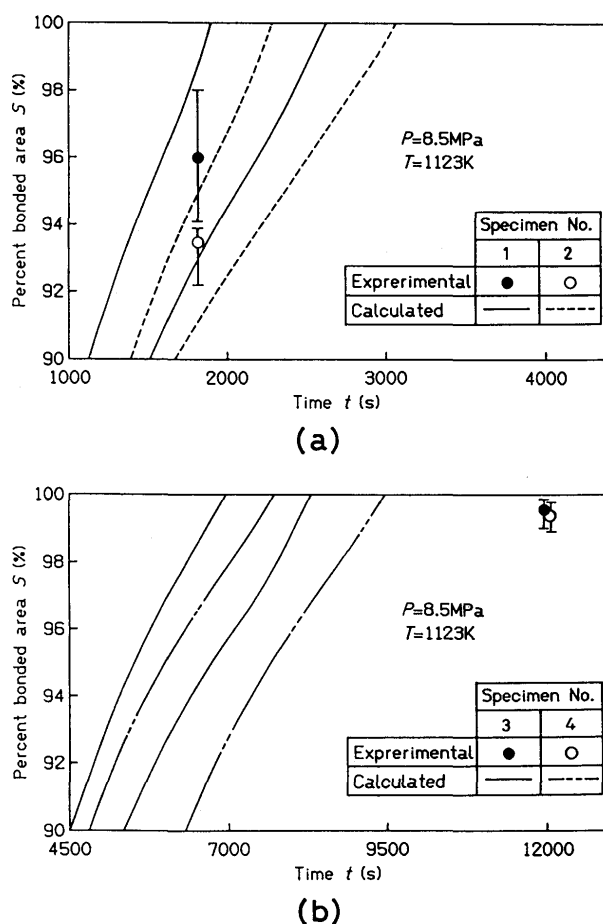 100
98
96
94
92
90
Percent bonded area S (%)
P=8.5MPa
T=1123K
Specimen No.
1 2
Exprerimental
Calculated
1000 2000 3000 4000
Time t (s)
(a)
100
98
96
94
92
90
Percent bonded area S (%)
P=8.5MPa
T=1123K
Specimen No.
3 4
Exprerimental
Calculated
4500 7000 9500 12000
Time t (s)
(b)